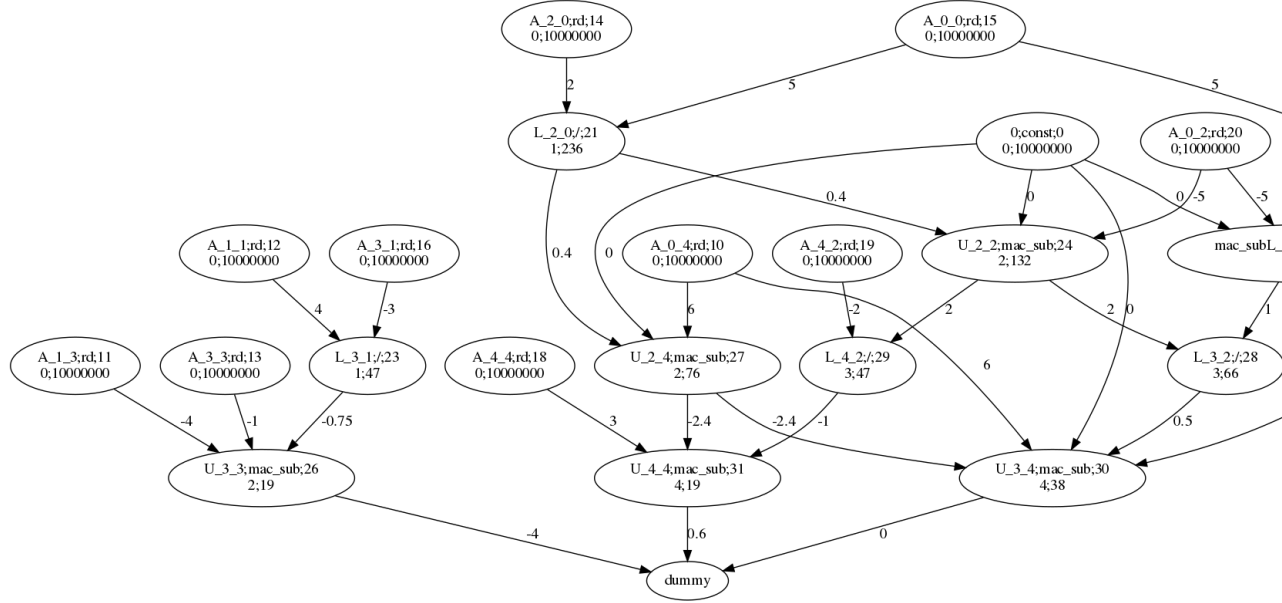 A_2_0;rd;14
0;10000000
A_0_0;rd;15
0;10000000
2
5
5
L_2_0;/;21
1;236
0;const;0
0;10000000
A_0_2;rd;20
0;10000000
0.4
0
0
-5
-5
A_1_1;rd;12
0;10000000
A_3_1;rd;16
0;10000000
0.4
0
A_0_4;rd;10
0;10000000
A_4_2;rd;19
0;10000000
U_2_2;mac_sub;24
2;132
mac_subL_
4
-3
6
-2
2
2
0
1
A_1_3;rd;11
0;10000000
A_3_3;rd;13
0;10000000
L_3_1;/;23
1;47
A_4_4;rd;18
0;10000000
U_2_4;mac_sub;27
2;76
L_4_2;/;29
3;47
6
L_3_2;/;28
3;66
-4
-1
-0.75
3
-2.4
-1
-2.4
0.5
U_3_3;mac_sub;26
2;19
U_4_4;mac_sub;31
4;19
U_3_4;mac_sub;30
4;38
-4
0.6
0
dummy